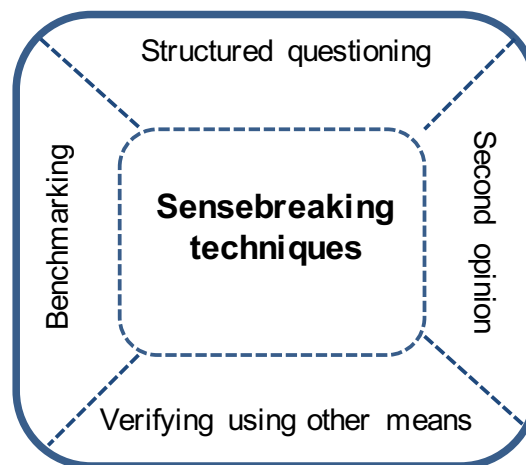 Structured questioning
Benchmarking
Sensebreaking
techniques
Second opinion
Verifying using other means